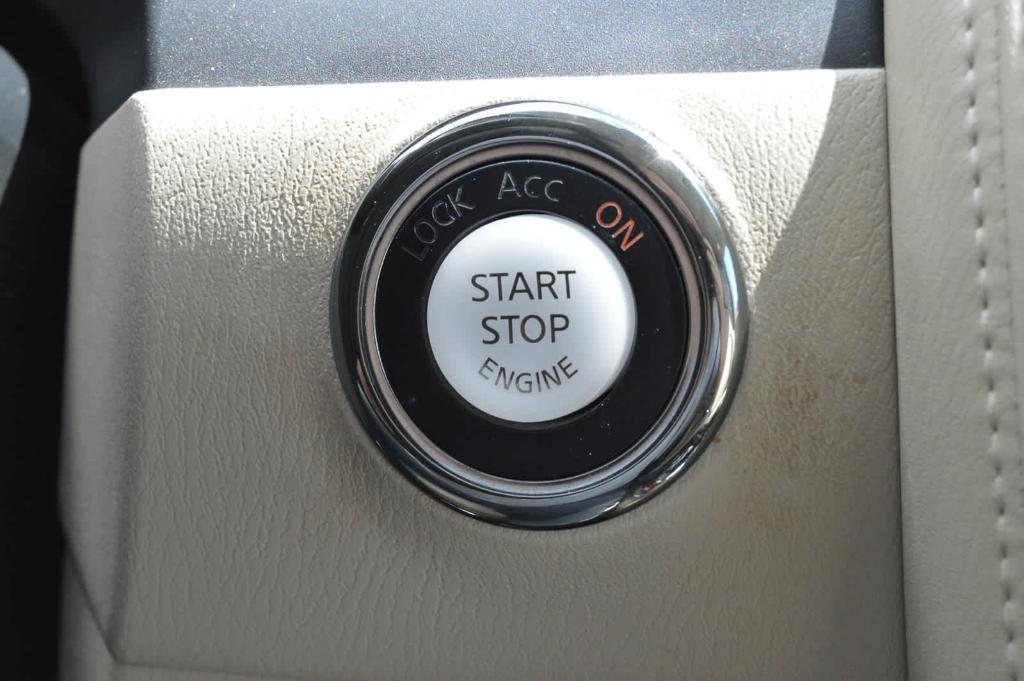 LOCK ACC ON
START
STOP
ENGINE